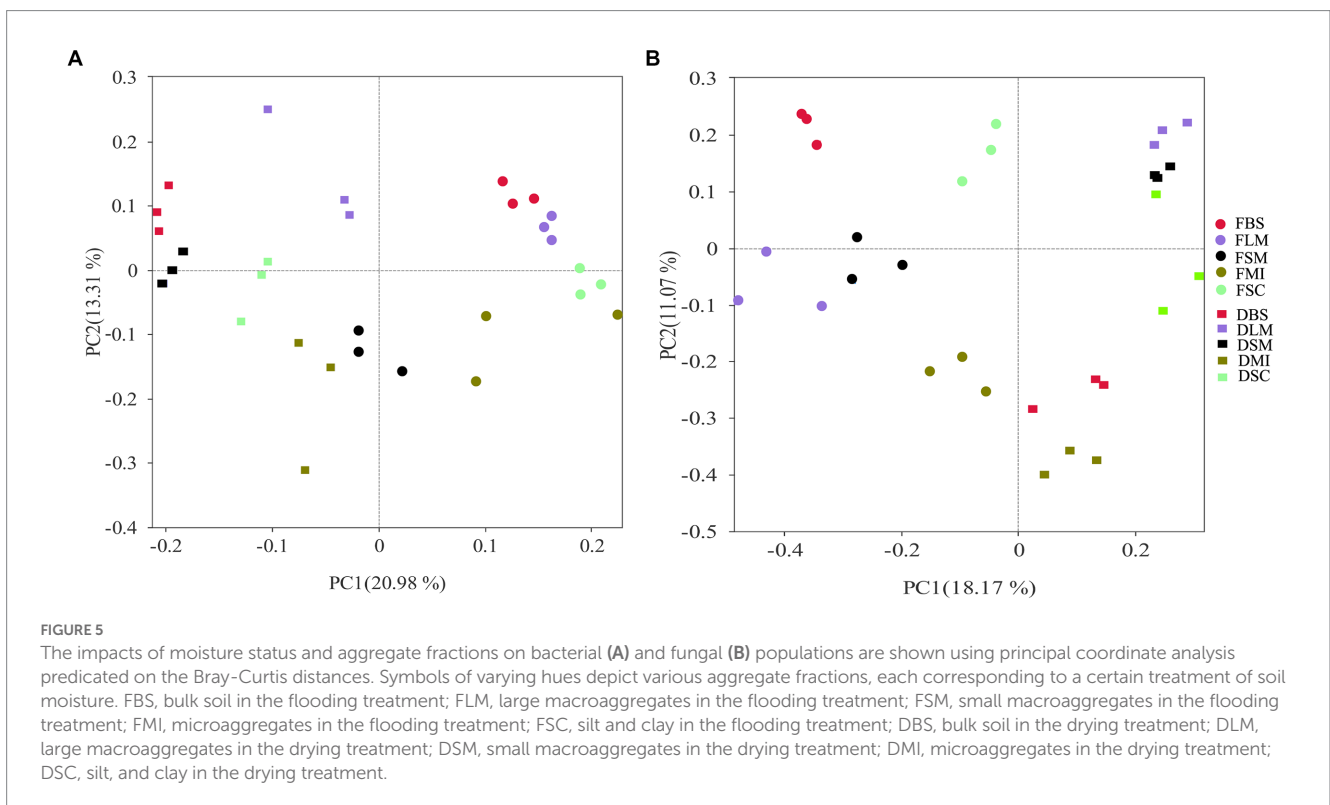 A
0.3
0.2
0.1
0
-0.1
-0.2
-0.3
-0.4
PC2(13.31 %)
-0.2
-0.1
0
0.1
0.2
PC1(20.98 %)
B
0.3
0.2
0.1
0
-0.1
-0.2
-0.3
-0.4
-0.5
PC2(11.07 %)
-0.4
-0.2
0
0.2
PC1(18.17 %)
FBS
FLM
FSM
FMI
FSC
DBS
DLM
DSM
DMI
DSC
FIGURE 5
The impacts of moisture status and aggregate fractions on bacterial (A) and fungal (B) populations are shown using principal coordinate analysis
predicated on the Bray-Curtis distances. Symbols of varying hues depict various aggregate fractions, each corresponding to a certain treatment of soil
moisture. FBS, bulk soil in the flooding treatment; FLM, large macroaggregates in the flooding treatment; FSM, small macroaggregates in the flooding
treatment; FMI, microaggregates in the flooding treatment; FSC, silt and clay in the flooding treatment; DBS, bulk soil in the drying treatment; DLM,
large macroaggregates in the drying treatment; DSM, small macroaggregates in the drying treatment; DMI, microaggregates in the drying treatment;
DSC, silt, and clay in the drying treatment.